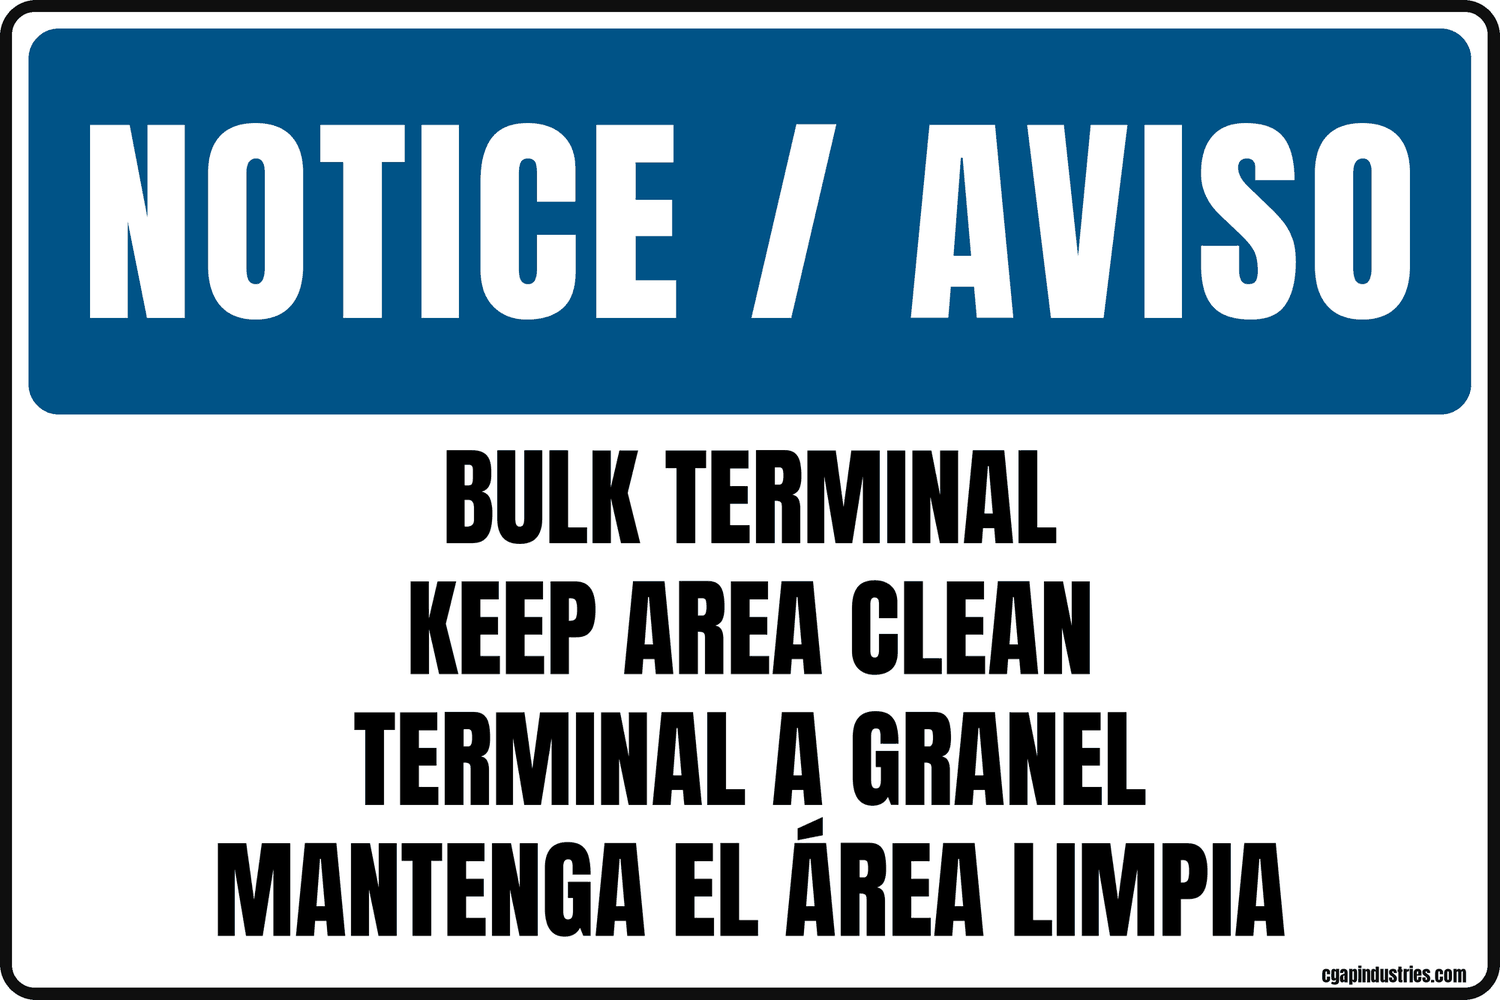 NOTICE / AVISO
BULK TERMINAL
KEEP AREA CLEAN
TERMINAL A GRANEL
MANTENGA EL ÁREA LIMPIA
cgapindustries.com